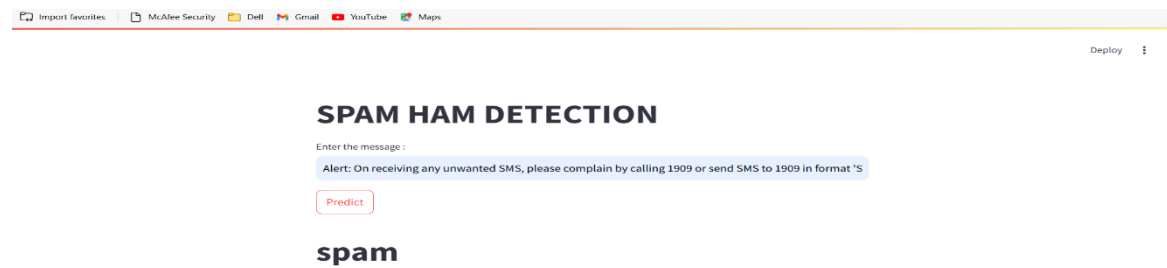 Import favorites McAfee Security Dell Gmail YouTube Maps
Deploy
SPAM HAM DETECTION
Enter the message :
Alert: On receiving any unwanted SMS, please complain by calling 1909 or send SMS to 1909 in format 'S
Predict
spam